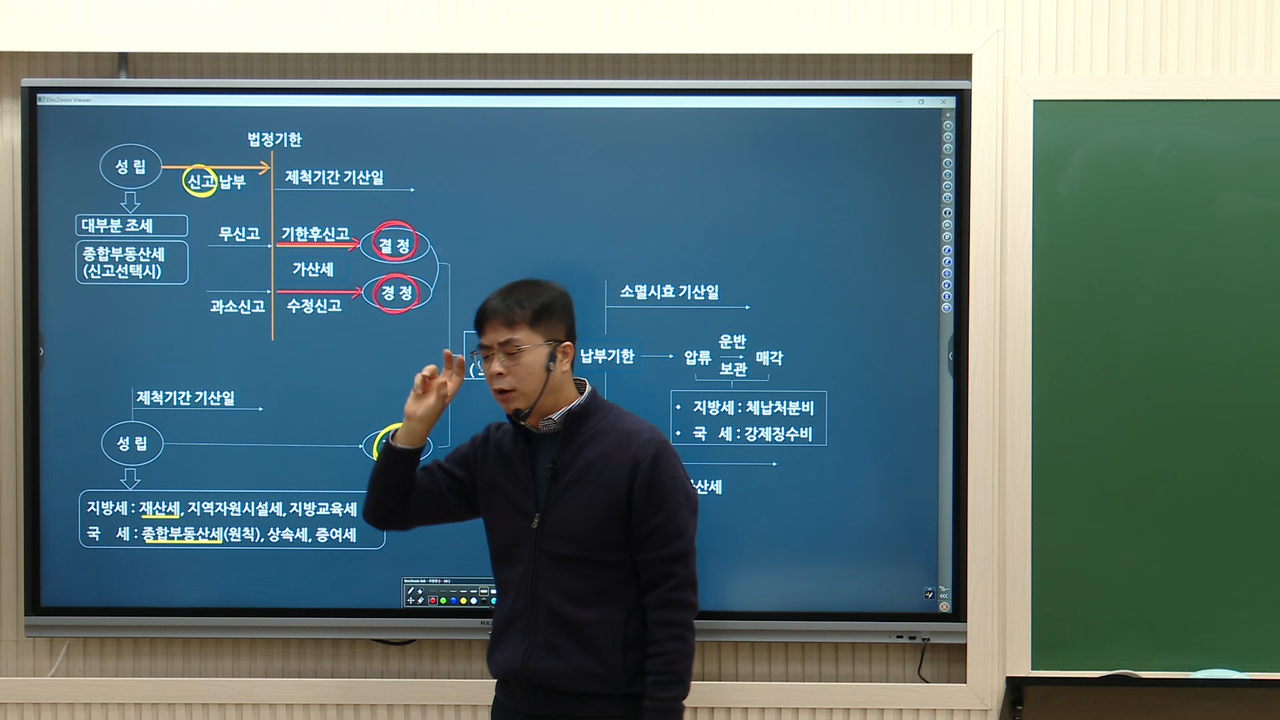 DocZoom Viewer
법정기한
성 립
신고납부
제척기간 기산일
대부분 조세
종합부동산세
(신고선택시)
무신고
기한후신고
결 정
가산세
과소신고
수정신고
경 정
소멸시효 기산일
납부기한
압류
운반
보관
매각
• 지방세 : 체납처분비
• 국 세 : 강제징수비
제척기간 기산일
성 립
산세
지방세 : 재산세, 지역자원시설세, 지방교육세
국 세 : 종합부동산세(원칙), 상속세, 증여세